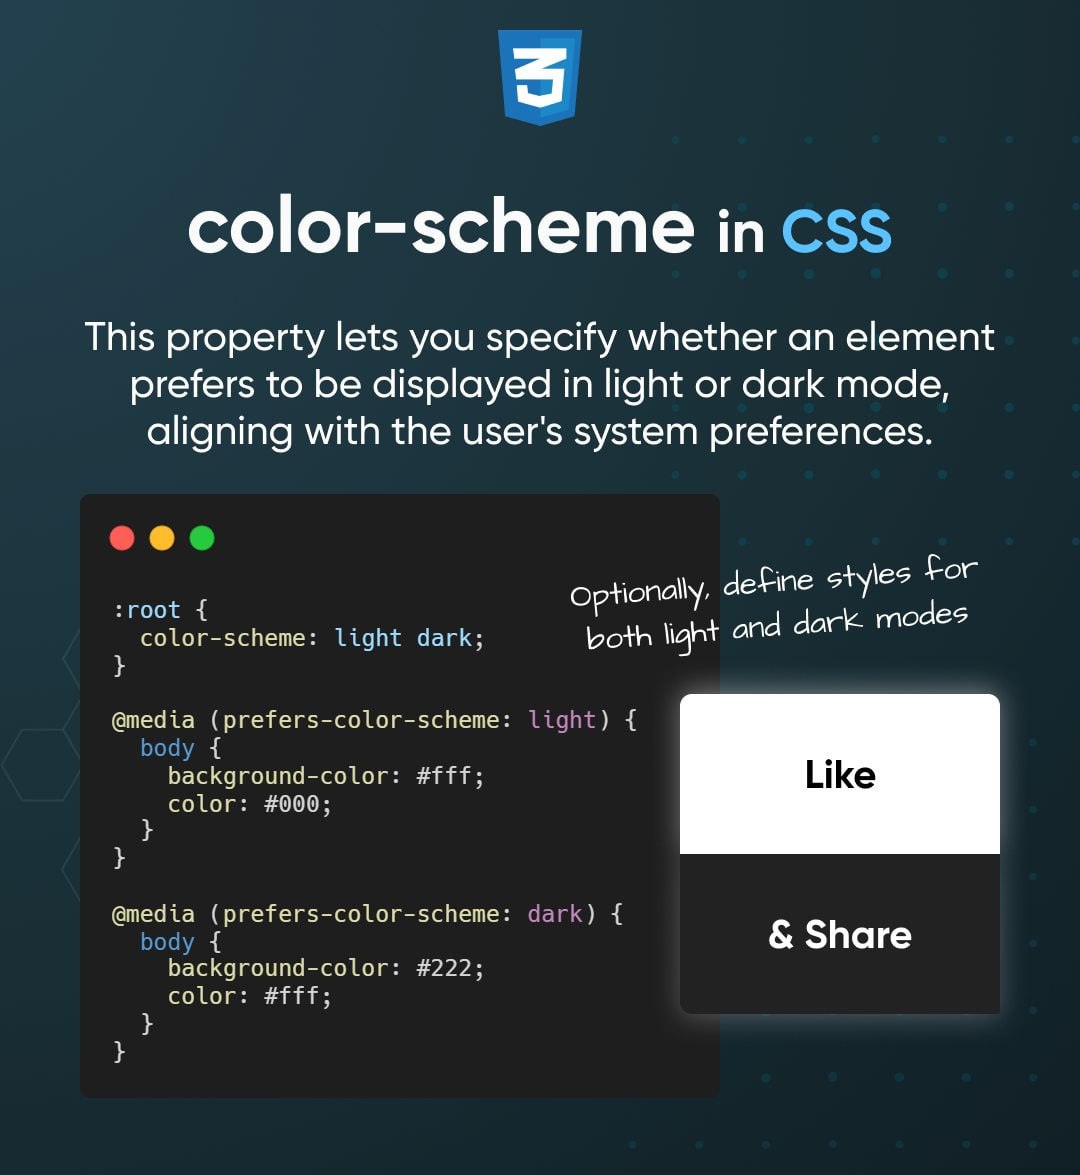 color-scheme in CSS
This property lets you specify whether an element
prefers to be displayed in light or dark mode,
aligning with the user's system preferences.
Optionally, define styles for
both light and dark modes
:root {
  color-scheme: light dark;
}
@media (prefers-color-scheme: light) {
  body {
    background-color: #fff;
    color: #000;
  }
}
@media (prefers-color-scheme: dark) {
  body {
    background-color: #222;
    color: #fff;
  }
}
Like
& Share